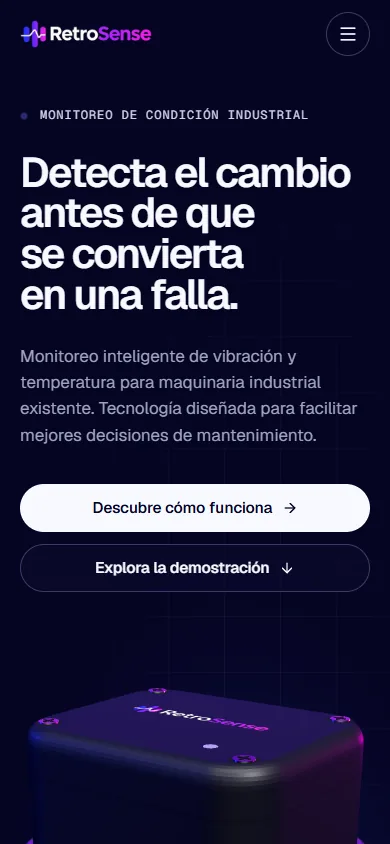 RetroSense
MONITOREO DE CONDICIÓN INDUSTRIAL
Detecta el cambio
antes de que
se convierta
en una falla.
Monitoreo inteligente de vibración y
temperatura para maquinaria industrial
existente. Tecnología diseñada para facilitar
mejores decisiones de mantenimiento.
Descubre cómo funciona →
Explora la demostración ↓
RetroSense